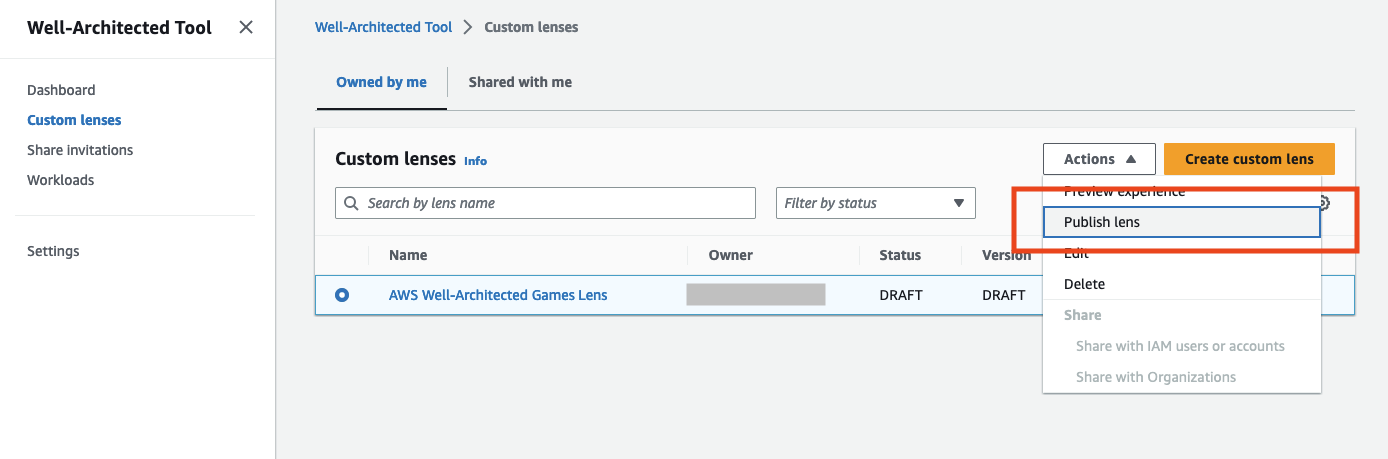 Well-Architected Tool
Dashboard
Custom lenses
Share invitations
Workloads
Settings
Well-Architected Tool > Custom lenses
Owned by me Shared with me
Custom lenses Info
Actions Create custom lens
Search by lens name
Filter by status
Preview experience
Publish lens
Edit
Delete
Share
Share with IAM users or accounts
Share with Organizations
Name Owner Status Version
AWS Well-Architected Games Lens DRAFT DRAFT